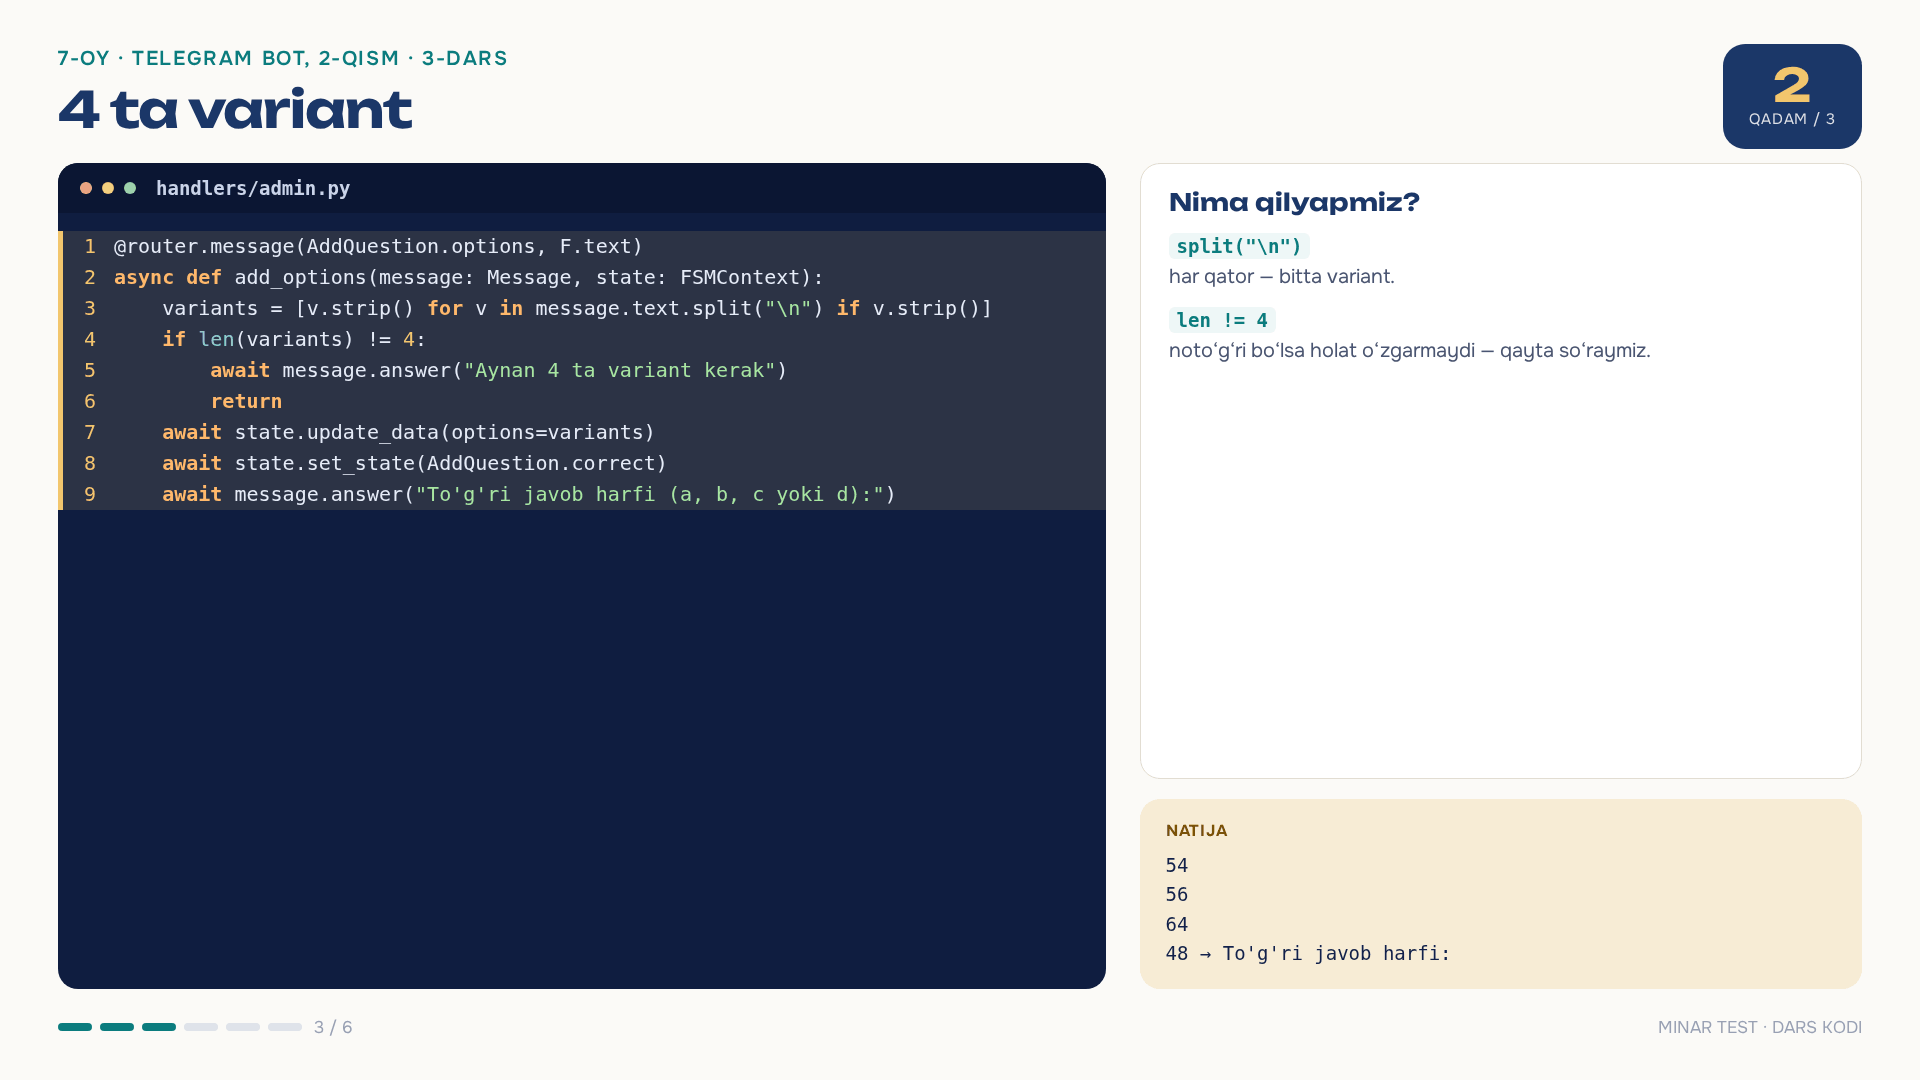 7-OY · TELEGRAM BOT, 2-QISM · 3-DARS
4 ta variant
2
QADAM / 3
handlers/admin.py
1 @router.message(AddQuestion.options, F.text)
2 async def add_options(message: Message, state: FSMContext):
3     variants = [v.strip() for v in message.text.split("\n") if v.strip()]
4     if len(variants) != 4:
5         await message.answer("Aynan 4 ta variant kerak")
6         return
7     await state.update_data(options=variants)
8     await state.set_state(AddQuestion.correct)
9     await message.answer("To'g'ri javob harfi (a, b, c yoki d):")
Nima qilyapmiz?
split("\n")
har qator — bitta variant.
len != 4
noto‘g‘ri bo‘lsa holat o‘zgarmaydi — qayta so‘raymiz.
NATIJA
54
56
64
48 → To'g'ri javob harfi:
3 / 6
MINAR TEST · DARS KODI